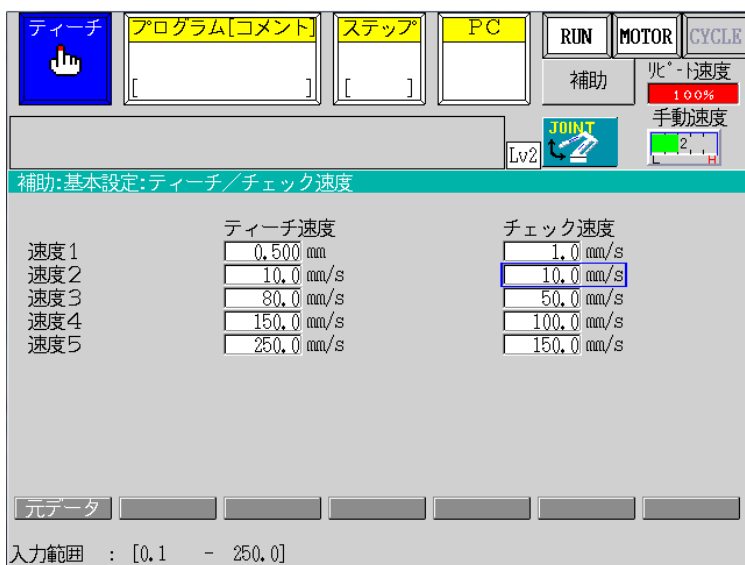 ティーチ プログラム[コメント] ステップ PC RUN MOTOR CYCLE
[ ] [ ] 補助 リピート速度
100%
手動速度
JOINT
2
Lv2 L H
補助:基本設定:ティーチ/チェック速度
ティーチ速度 チェック速度
速度1 0.500 mm 1.0 mm/s
速度2 10.0 mm/s 10.0 mm/s
速度3 80.0 mm/s 50.0 mm/s
速度4 150.0 mm/s 100.0 mm/s
速度5 250.0 mm/s 150.0 mm/s
元データ
入力範囲 : [0.1 - 250.0]